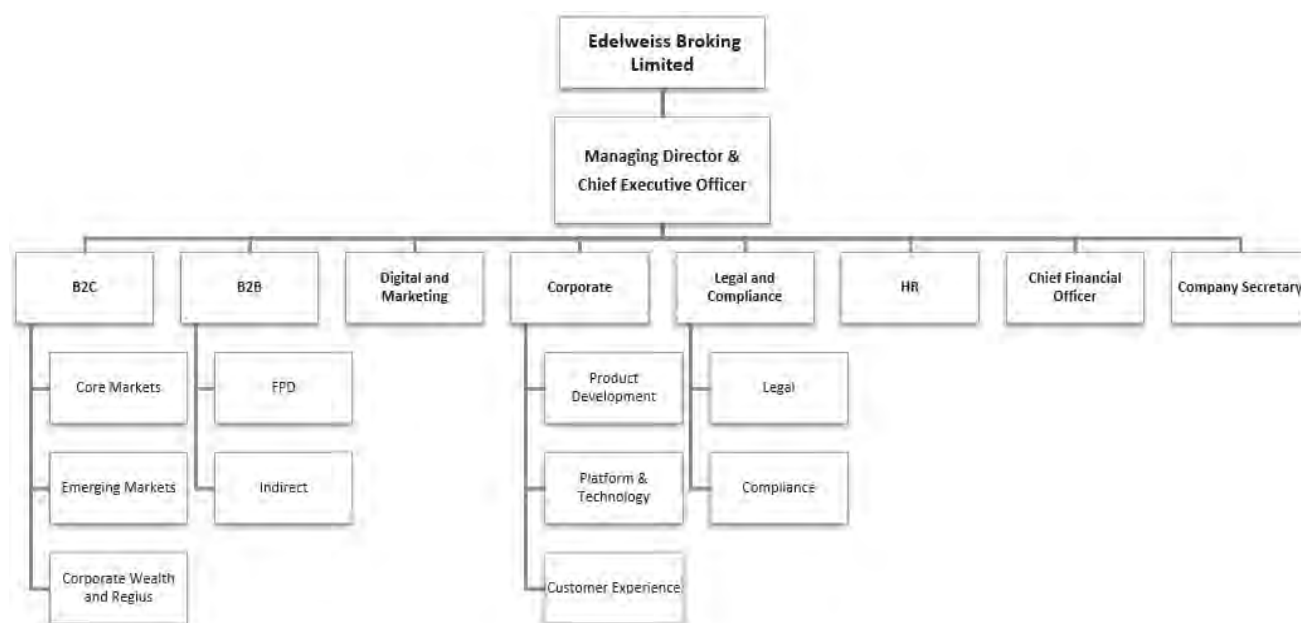 Edelweiss Broking
Limited
Managing Director &
Chief Executive Officer
B2C
B2B
Digital and
Marketing
Corporate
Legal and
Compliance
HR
Chief Financial
Officer
Company Secretary
Core Markets
FPD
Product
Development
Legal
Emerging Markets
Indirect
Platform &
Technology
Compliance
Corporate Wealth
and Regius
Customer Experience